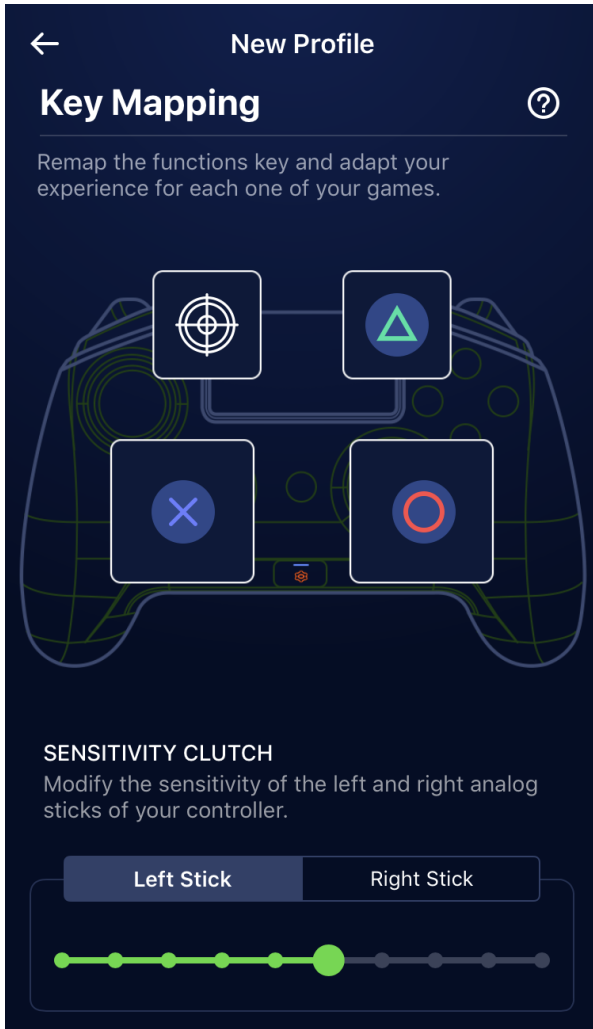 New Profile
Key Mapping
Remap the functions key and adapt your
experience for each one of your games.
SENSITIVITY CLUTCH
Modify the sensitivity of the left and right analog
sticks of your controller.
Left Stick
Right Stick